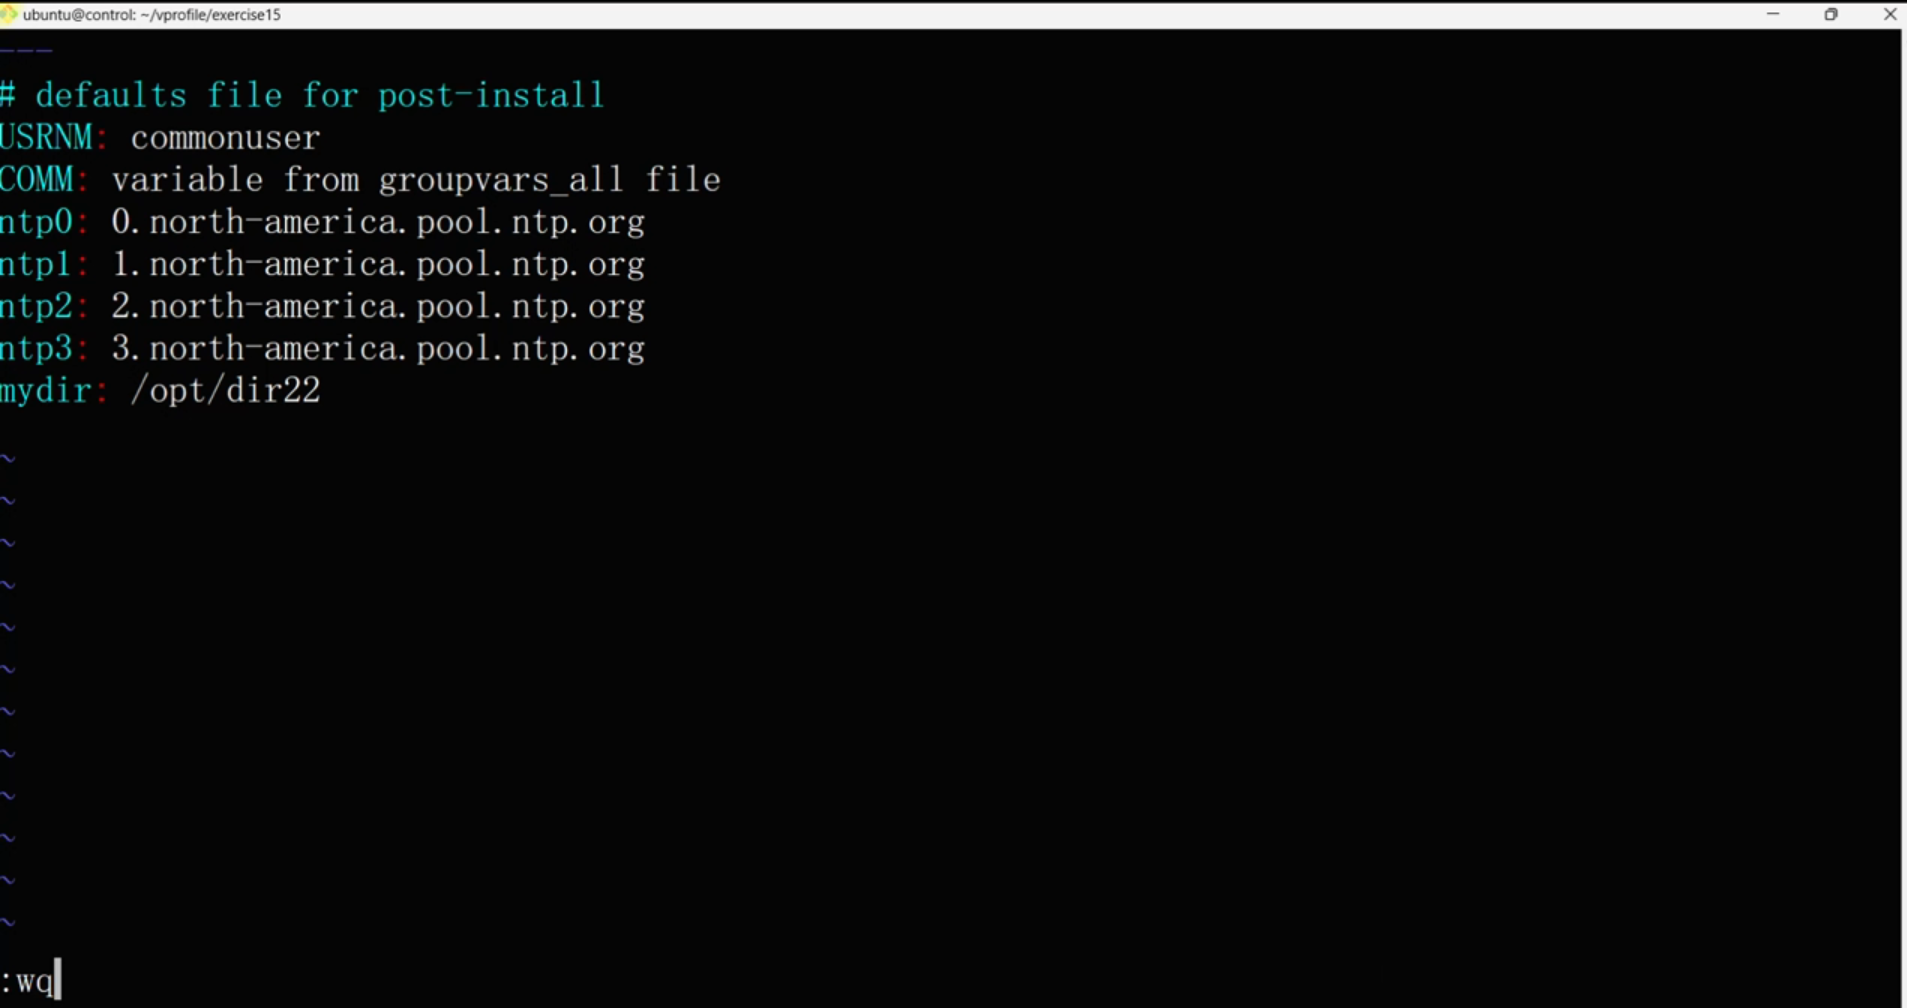 ubuntu@control: ~/vprofile/exercise15
---
# defaults file for post-install
USRNM: commonuser
COMM: variable from groupvars_all file
ntp0: 0.north-america.pool.ntp.org
ntp1: 1.north-america.pool.ntp.org
ntp2: 2.north-america.pool.ntp.org
ntp3: 3.north-america.pool.ntp.org
mydir: /opt/dir22
~
~
~
~
~
~
~
~
~
~
~
~
:wq